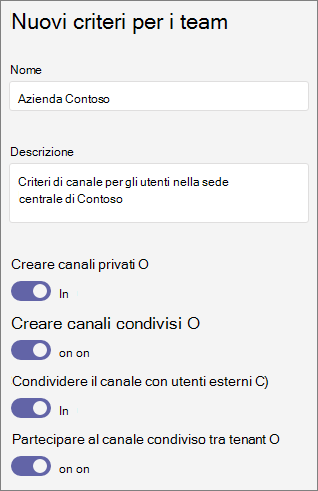 Nuovi criteri per i team
Nome
Azienda Contoso
Descrizione
Criteri di canale per gli utenti nella sede
centrale di Contoso
Creare canali privati O
In
Creare canali condivisi O
on on
Condividere il canale con utenti esterni C)
In
Partecipare al canale condiviso tra tenant O
on on